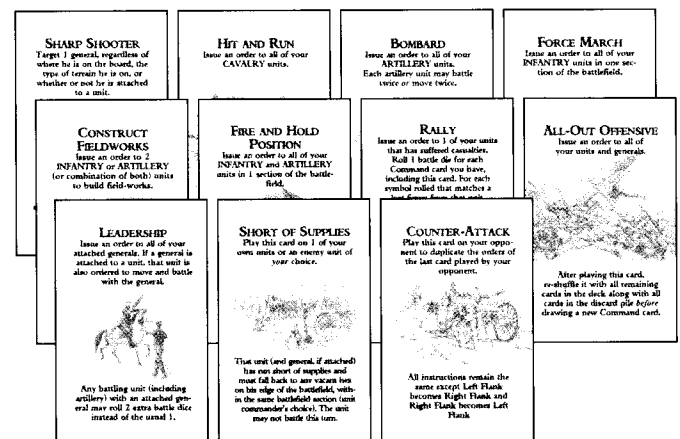 SHARP SHOOTER
Target 1 general, regardless of
where he is on the board, the
type of terrain he is on, or
whether or not he is attached
to a unit.
HIT AND RUN
Issue an order to all of your
CAVALRY units.
BOMBARD
Issue an order to all of your
ARTILLERY units.
Each artillery unit may battle
twice or move twice.
FORCE MARCH
Issue an order to all of your
INFANTRY units in one sec-
tion of the battlefield.
CONSTRUCT
FIELDWORKS
Issue an order to 2
INFANTRY or ARTILLERY
(or combination of both) units
to build field-works.
FIRE AND HOLD
POSITION
Issue an order to all of your
INFANTRY and ARTILLERY
units in 1 section of the battle-
field.
RALLY
Issue an order to 1 of your units
that has suffered casualties.
Roll 1 battle die for each
Command card you have,
including this card. For each
symbol rolled that matches a
ALL-OUT OFFENSIVE
Issue an order to all of
your units and generals.
After playing this card,
re-shuffle it with all remaining
cards in the deck along with all
cards in the discard pile before
drawing a new Command card.
LEADERSHIP
Issue an order to all of your
attached generals. If a general is
attached to a unit, that unit is
also ordered to move and battle
with the general.
Any battling unit (including
artillery) with an attached gen-
eral may roll 2 extra battle dice
instead of the usual 1.
SHORT OF SUPPLIES
Play this card on 1 of your
own units or an enemy unit of
your choice.
That unit (and general, if attached)
has run short of supplies and
must fall back to any vacant hex
on his edge of the battlefield, with-
in the same battlefield section (unit
commander's choice). The unit
may not battle this turn.
COUNTER-ATTACK
Play this card on your oppo-
nent to duplicate the orders of
the last card played by your
opponent.
All instructions remain the
same except Left Flank
becomes Right Flank and
Right Flank becomes Left
Flank